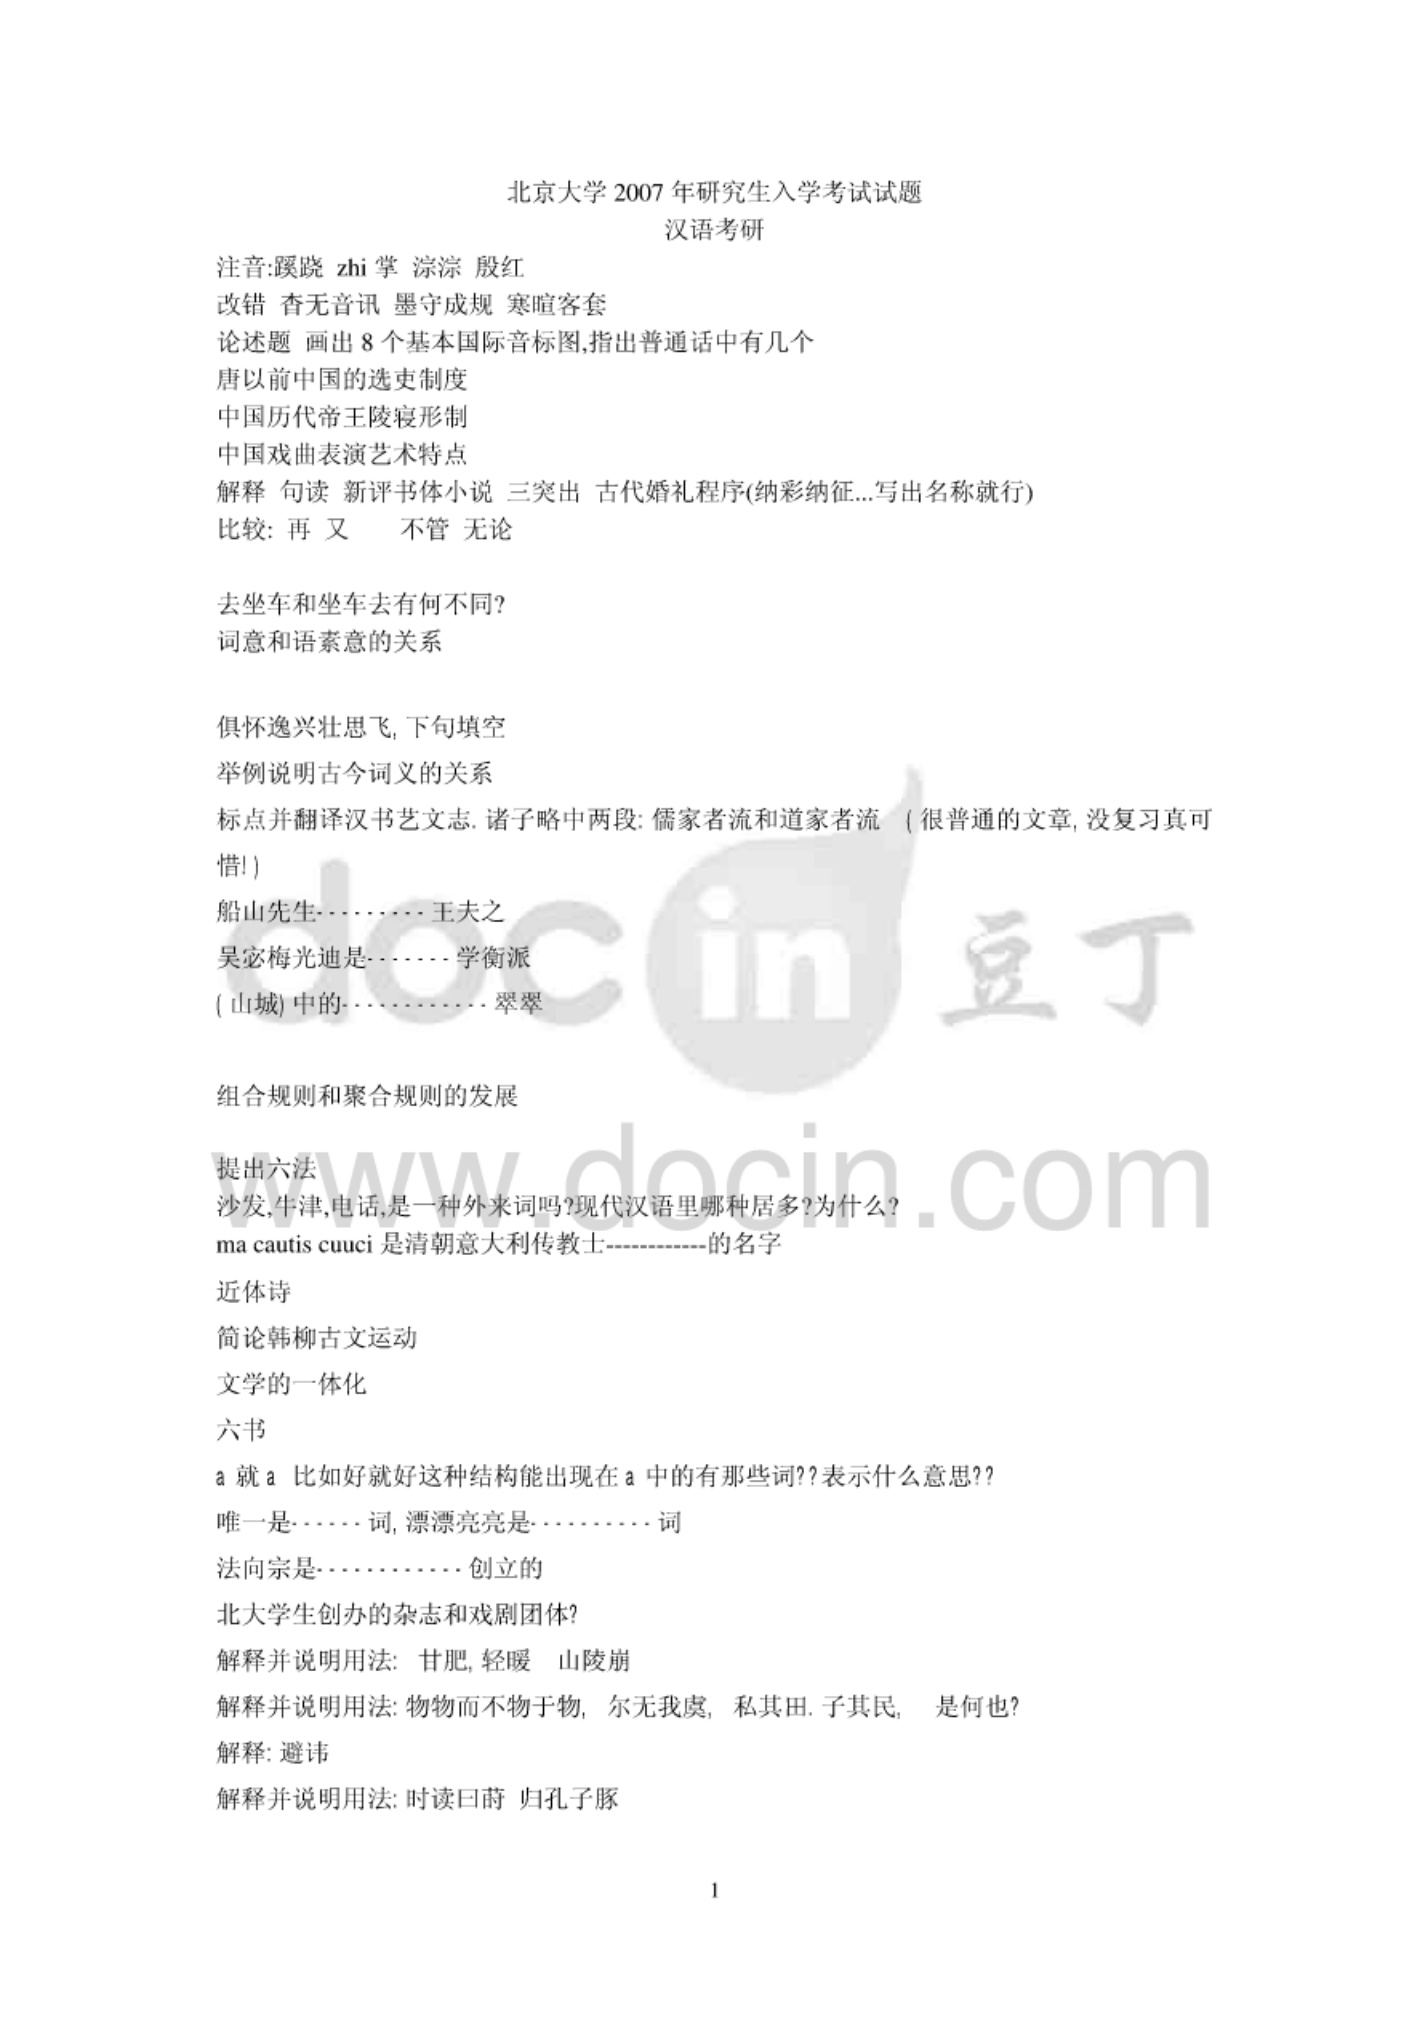 北京大学 2007 年研究生入学考试试题
汉语考研
注音:蹊跷 zhi 掌 淙淙 殷红
改错 杳无音讯 墨守成规 寒暄客套
论述题 画出 8 个基本国际音标图,指出普通话中有几个
唐以前中国的选吏制度
中国历代帝王陵寝形制
中国戏曲表演艺术特点
解释 句读 新评书体小说 三突出 古代婚礼程序(纳彩纳征...写出名称就行)
比较: 再 又 不管 无论
去坐车和坐车去有何不同?
词意和语素意的关系
俱怀逸兴壮思飞, 下句填空
举例说明古今词义的关系
标点并翻译汉书艺文志. 诸子略中两段: 儒家者流和道家者流 ( 很普通的文章, 没复习真可
惜! )
船山先生- - - - - - - - - 王夫之
吴宓梅光迪是- - - - - - - 学衡派
( 山城) 中的- - - - - - - - - - - - 翠翠
组合规则和聚合规则的发展
提出六法
沙发,牛津,电话,是一种外来词吗?现代汉语里哪种居多?为什么?
ma cautis cuuci 是清朝意大利传教士------------的名字
近体诗
简论韩柳古文运动
文学的一体化
六书
a 就 a 比如好就好这种结构能出现在 a 中的有那些词??表示什么意思??
唯一是- - - - - - 词, 漂漂亮亮是- - - - - - - - - - 词
法向宗是- - - - - - - - - - - - 创立的
北大学生创办的杂志和戏剧团体?
解释并说明用法: 甘肥, 轻暖 山陵崩
解释并说明用法: 物物而不物于物, 尔无我虞, 私其田. 子其民, 是何也?
解释: 避讳
解释并说明用法: 时读曰莳 归孔子豚
1
docin 豆丁
www.docin.com